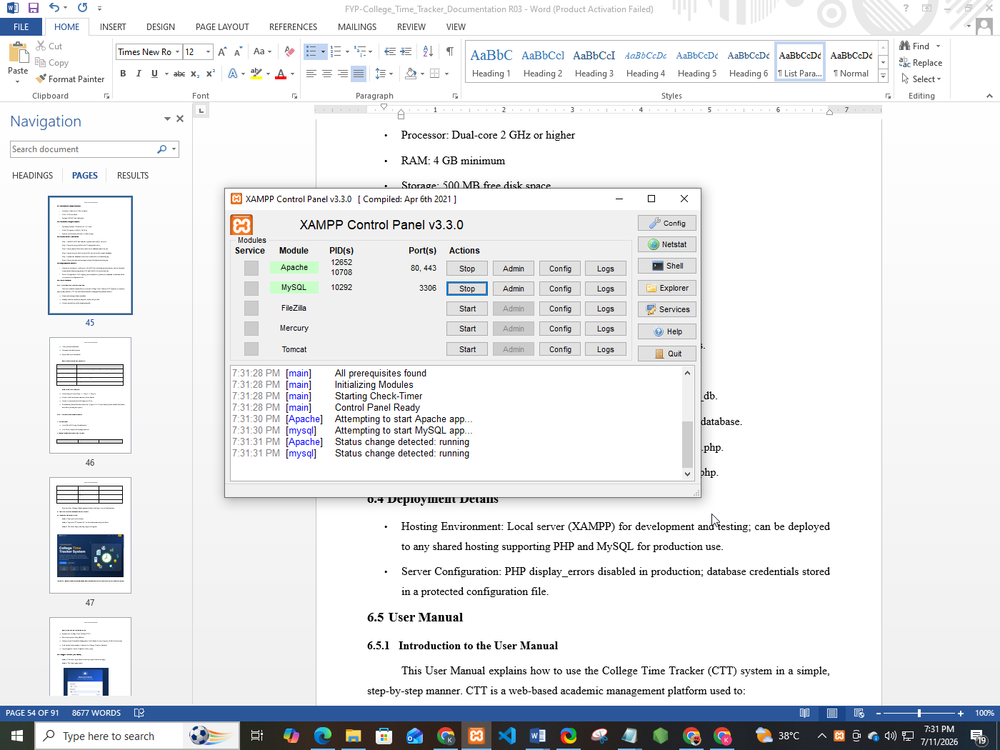 FYP-College_Time_Tracker_Documentation R03 - Word (Product Activation Failed)
FILE HOME INSERT DESIGN PAGE LAYOUT REFERENCES MAILINGS REVIEW VIEW
Paste
Cut
Copy
Format Painter
Clipboard
Times New Ro 12
Font
Paragraph
AaBbC AaBbCcI AaBbCcI AaBbCcDc AaBbCcDc AaBbCcDc AaBbCcDc AaBbCcDc
Heading 1 Heading 2 Heading 3 Heading 4 Heading 5 Heading 6 ¶ List Para... ¶ Normal
Styles
Find
Replace
Select
Editing
Navigation
Search document
HEADINGS PAGES RESULTS
45
46
College Time
Tracker System
47
1 2 3 4 5 6 7
• Processor: Dual-core 2 GHz or higher
• RAM: 4 GB minimum
• Storage: 500 MB free disk space
s.
_db.
database.
.php.
php.
6.4 Deployment Details
• Hosting Environment: Local server (XAMPP) for development and testing; can be deployed
to any shared hosting supporting PHP and MySQL for production use.
• Server Configuration: PHP display_errors disabled in production; database credentials stored
in a protected configuration file.
6.5 User Manual
6.5.1 Introduction to the User Manual
This User Manual explains how to use the College Time Tracker (CTT) system in a simple,
step-by-step manner. CTT is a web-based academic management platform used to:
XAMPP Control Panel v3.3.0 [ Compiled: Apr 6th 2021 ]
XAMPP Control Panel v3.3.0
Modules
Service Module PID(s) Port(s) Actions
Apache 12652 10708 80, 443 Stop Admin Config Logs
MySQL 10292 3306 Stop Admin Config Logs
FileZilla Start Admin Config Logs
Mercury Start Admin Config Logs
Tomcat Start Admin Config Logs
Config
Netstat
Shell
Explorer
Services
Help
Quit
7:31:28 PM [main] All prerequisites found
7:31:28 PM [main] Initializing Modules
7:31:28 PM [main] Starting Check-Timer
7:31:28 PM [main] Control Panel Ready
7:31:30 PM [Apache] Attempting to start Apache app...
7:31:30 PM [mysql] Attempting to start MySQL app...
7:31:31 PM [Apache] Status change detected: running
7:31:31 PM [mysql] Status change detected: running
PAGE 54 OF 91 8677 WORDS 100%
Type here to search
38°C
7:31 PM
7/11/2026
19